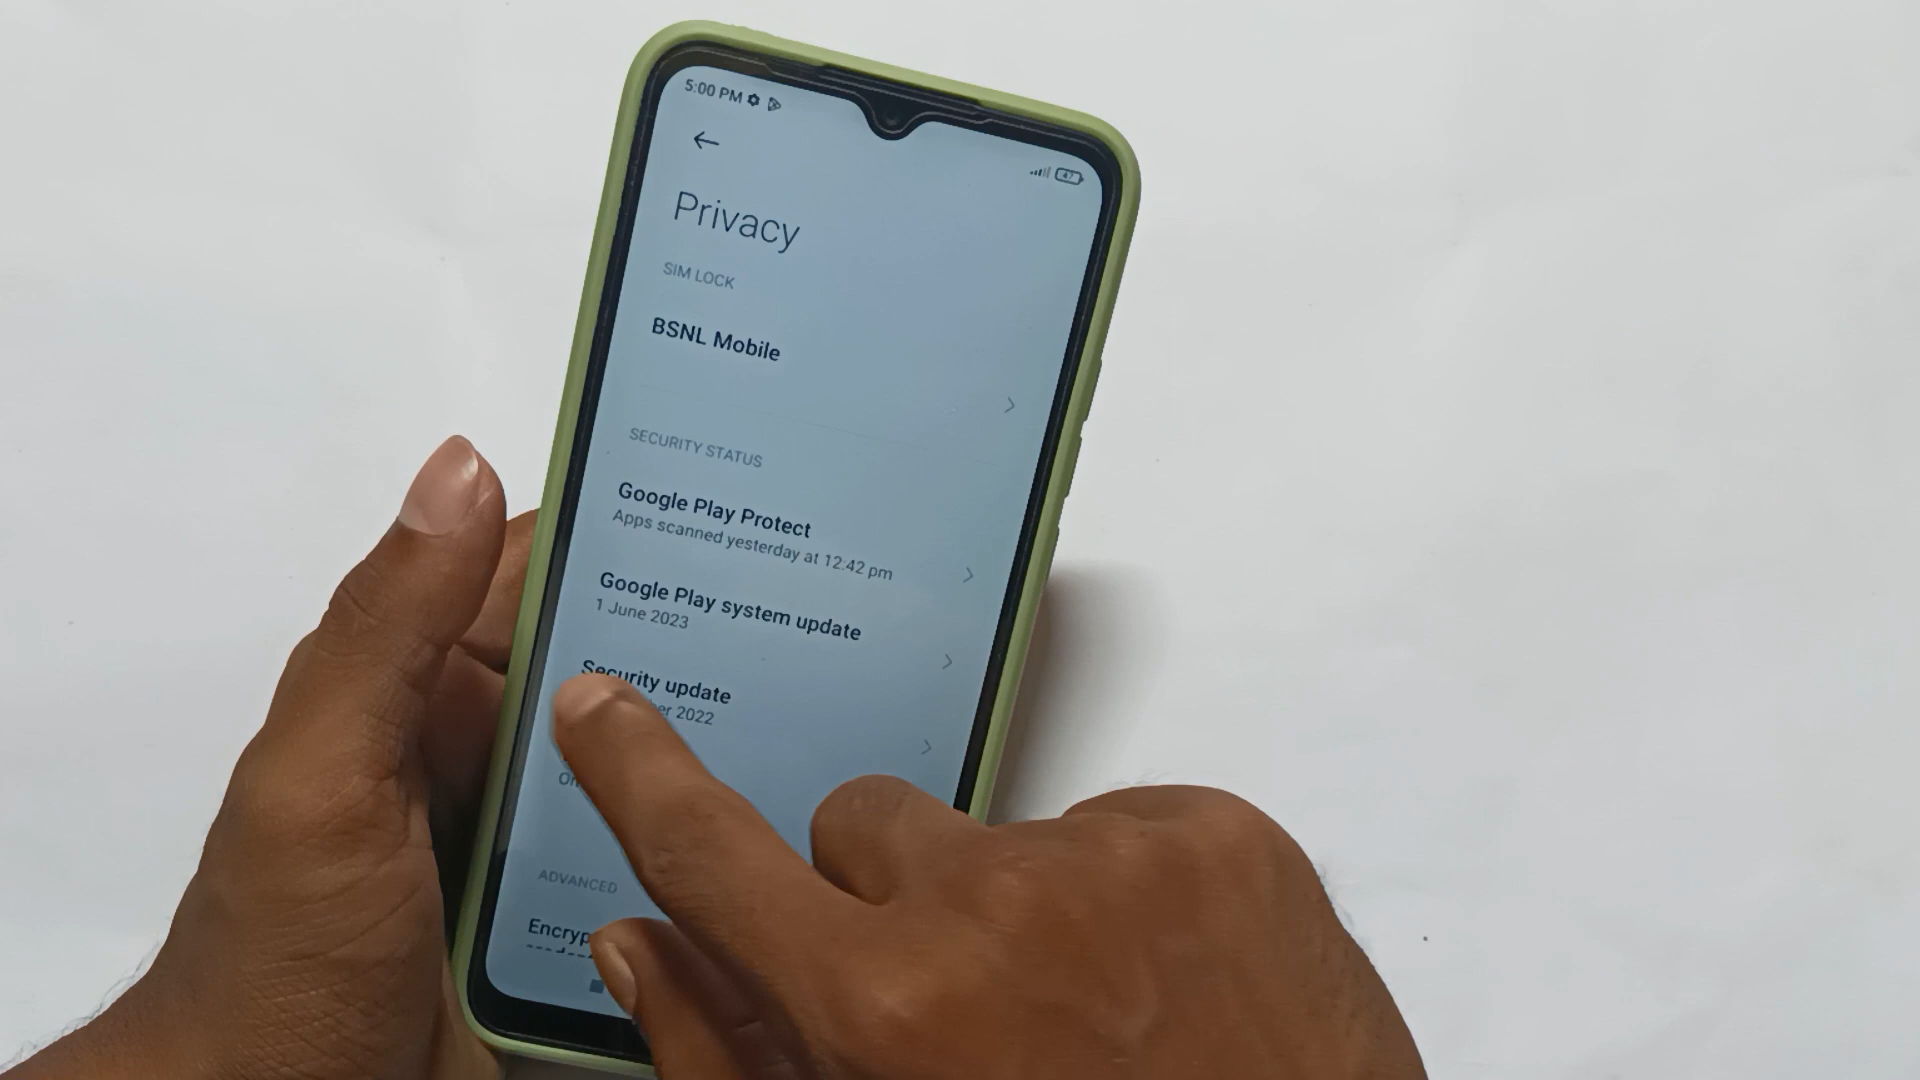 5:00 PM
47
Privacy
SIM LOCK
BSNL Mobile
SECURITY STATUS
Google Play Protect
Apps scanned yesterday at 12:42 pm
Google Play system update
1 June 2023
Security update
2022
ADVANCED